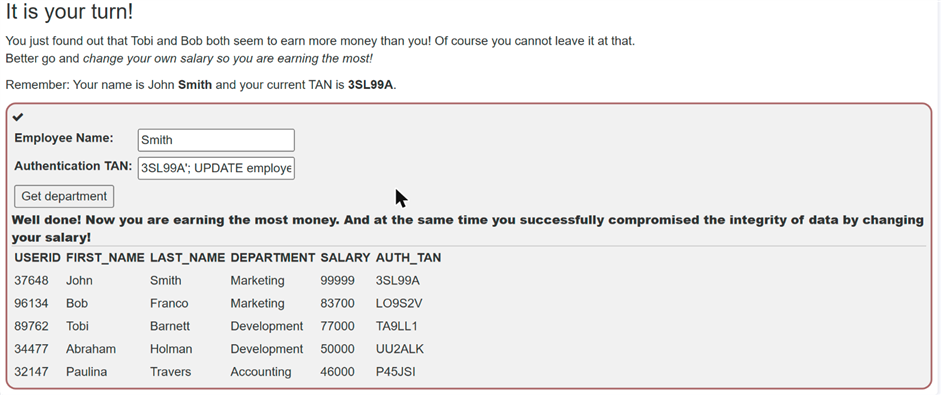 It is your turn!
You just found out that Tobi and Bob both seem to earn more money than you! Of course you cannot leave it at that.
Better go and change your own salary so you are earning the most!
Remember: Your name is John Smith and your current TAN is 3SL99A.
✔
Employee Name: Smith
Authentication TAN: 3SL99A'; UPDATE employe
Get department
Well done! Now you are earning the most money. And at the same time you successfully compromised the integrity of data by changing
your salary!
USERID FIRST_NAME LAST_NAME DEPARTMENT SALARY AUTH_TAN
37648 John Smith Marketing 99999 3SL99A
96134 Bob Franco Marketing 83700 LO9S2V
89762 Tobi Barnett Development 77000 TA9LL1
34477 Abraham Holman Development 50000 UU2ALK
32147 Paulina Travers Accounting 46000 P45JSI